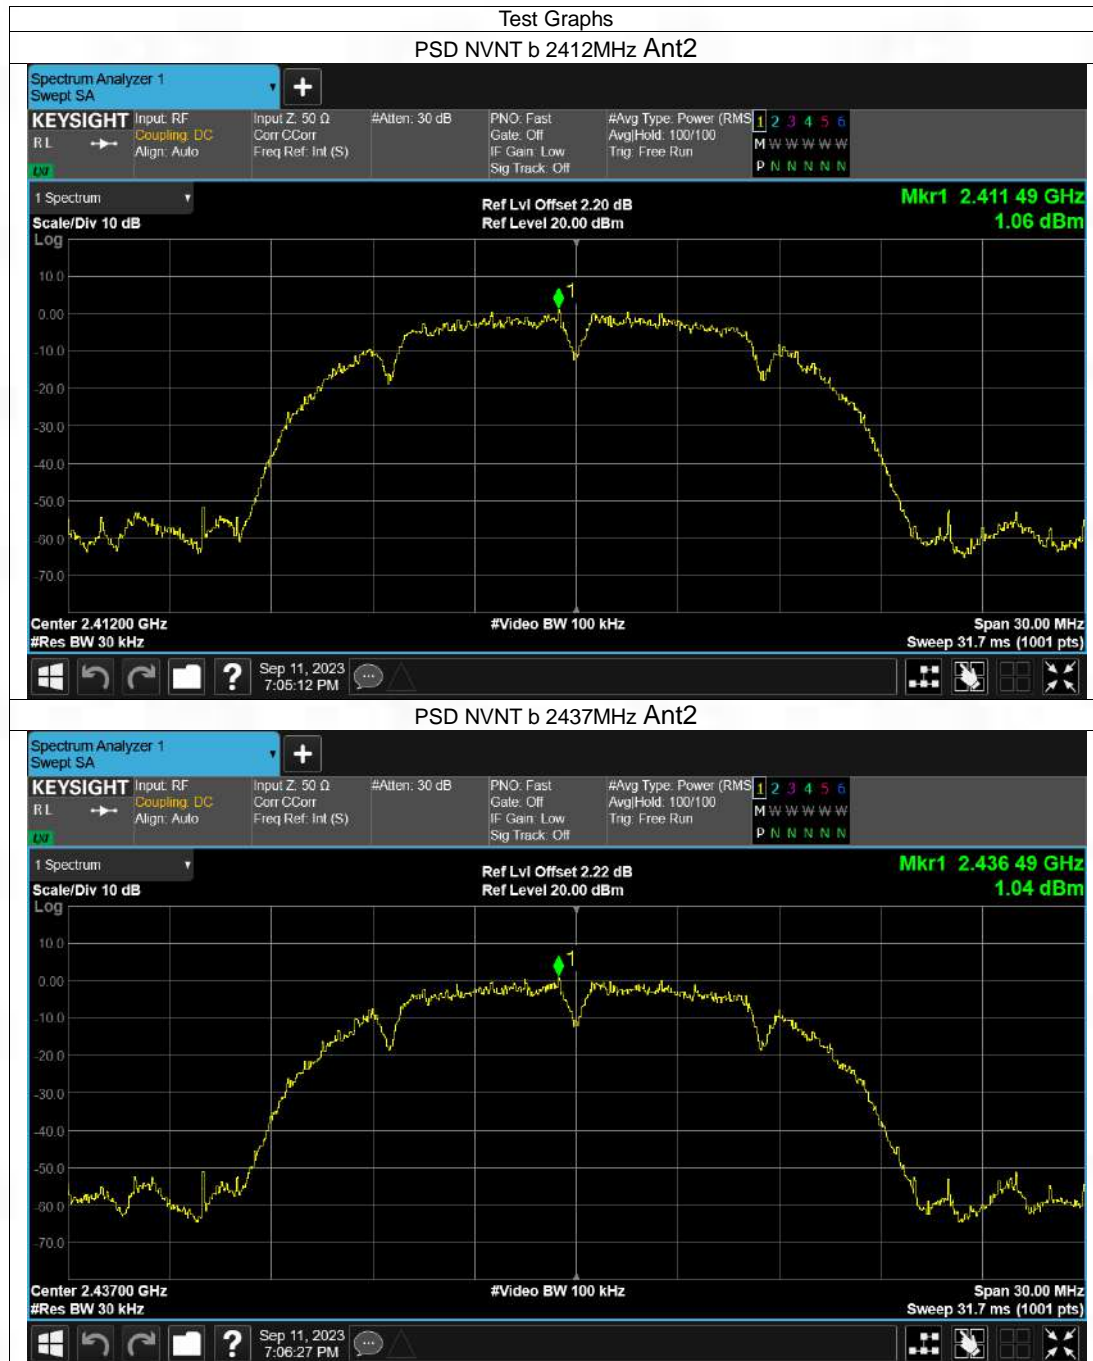 Test Graphs
PSD NVNT b 2412MHz Ant2
Spectrum Analyzer 1
Swept SA
+
KEYSIGHT Input: RF Input Z: 50 Ω #Atten: 30 dB PNO: Fast #Avg Type: Power (RMS 1 2 3 4 5 6
RL Coupling: DC Corr CCorr Gate: Off Avg|Hold: 100/100 M W W W W W
Align: Auto Freq Ref: Int (S) IF Gain: Low Trig: Free Run
LXI Sig Track: Off P N N N N N
1 Spectrum Ref Lvl Offset 2.20 dB Mkr1 2.411 49 GHz
Scale/Div 10 dB Ref Level 20.00 dBm 1.06 dBm
Log
10.0
1
0.00
-10.0
-20.0
-30.0
-40.0
-50.0
-60.0
-70.0
Center 2.41200 GHz #Video BW 100 kHz Span 30.00 MHz
#Res BW 30 kHz Sweep 31.7 ms (1001 pts)
? Sep 11, 2023
7:05:12 PM
PSD NVNT b 2437MHz Ant2
Spectrum Analyzer 1
Swept SA
+
KEYSIGHT Input: RF Input Z: 50 Ω #Atten: 30 dB PNO: Fast #Avg Type: Power (RMS 1 2 3 4 5 6
RL Coupling: DC Corr CCorr Gate: Off Avg|Hold: 100/100 M W W W W W
Align: Auto Freq Ref: Int (S) IF Gain: Low Trig: Free Run
LXI Sig Track: Off P N N N N N
1 Spectrum Ref Lvl Offset 2.22 dB Mkr1 2.436 49 GHz
Scale/Div 10 dB Ref Level 20.00 dBm 1.04 dBm
Log
10.0
1
0.00
-10.0
-20.0
-30.0
-40.0
-50.0
-60.0
-70.0
Center 2.43700 GHz #Video BW 100 kHz Span 30.00 MHz
#Res BW 30 kHz Sweep 31.7 ms (1001 pts)
? Sep 11, 2023
7:06:27 PM